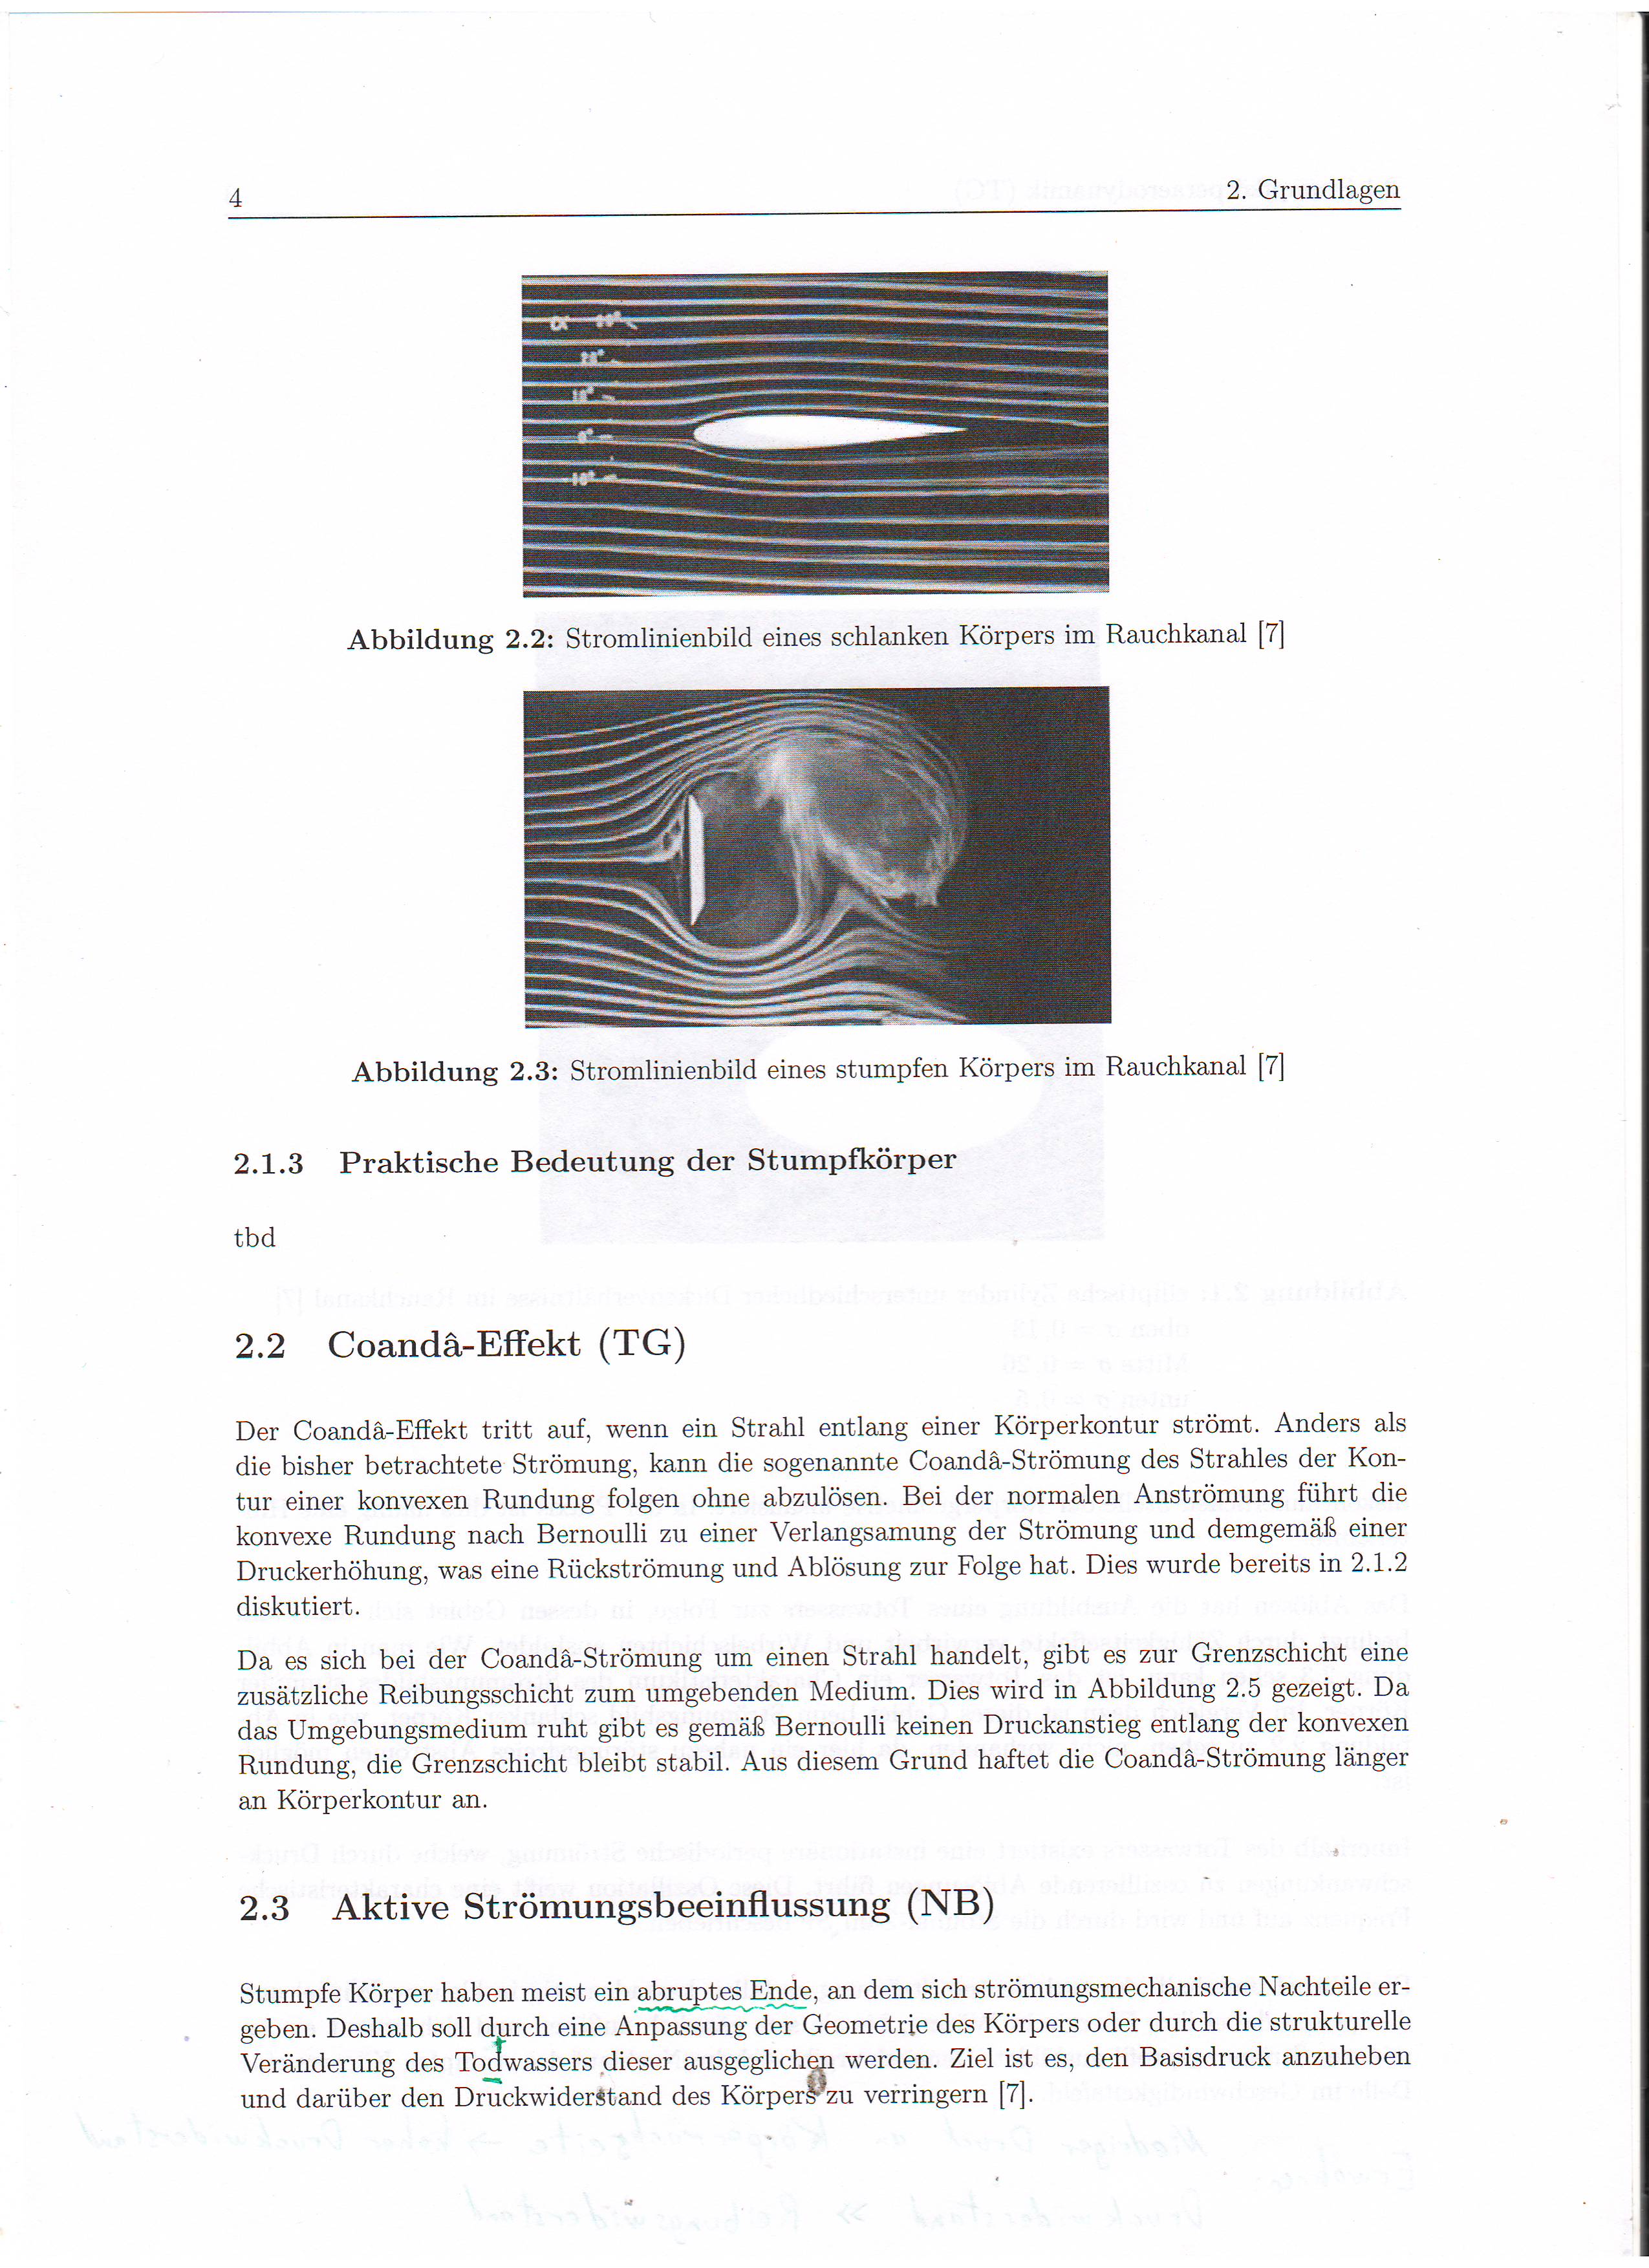 4
2. Grundlagen
10°
0°
10°
Abbildung 2.2: Stromlinienbild eines schlanken Körpers im Rauchkanal [7]
Abbildung 2.3: Stromlinienbild eines stumpfen Körpers im Rauchkanal [7]
2.1.3 Praktische Bedeutung der Stumpfkörper
tbd
2.2 Coandâ-Effekt (TG)
Der Coandâ-Effekt tritt auf, wenn ein Strahl entlang einer Körperkontur strömt. Anders als
die bisher betrachtete Strömung, kann die sogenannte Coandâ-Strömung des Strahles der Kon-
tur einer konvexen Rundung folgen ohne abzulösen. Bei der normalen Anströmung führt die
konvexe Rundung nach Bernoulli zu einer Verlangsamung der Strömung und demgemäß einer
Druckerhöhung, was eine Rückströmung und Ablösung zur Folge hat. Dies wurde bereits in 2.1.2
diskutiert.
Da es sich bei der Coandâ-Strömung um einen Strahl handelt, gibt es zur Grenzschicht eine
zusätzliche Reibungsschicht zum umgebenden Medium. Dies wird in Abbildung 2.5 gezeigt. Da
das Umgebungsmedium ruht gibt es gemäß Bernoulli keinen Druckanstieg entlang der konvexen
Rundung, die Grenzschicht bleibt stabil. Aus diesem Grund haftet die Coandâ-Strömung länger
an Körperkontur an.
2.3 Aktive Strömungsbeeinflussung (NB)
Stumpfe Körper haben meist ein abruptes Ende, an dem sich strömungsmechanische Nachteile er-
geben. Deshalb soll durch eine Anpassung der Geometrie des Körpers oder durch die strukturelle
t
Veränderung des Todwassers dieser ausgeglichen werden. Ziel ist es, den Basisdruck anzuheben
und darüber den Druckwiderstand des Körpers zu verringern [7].